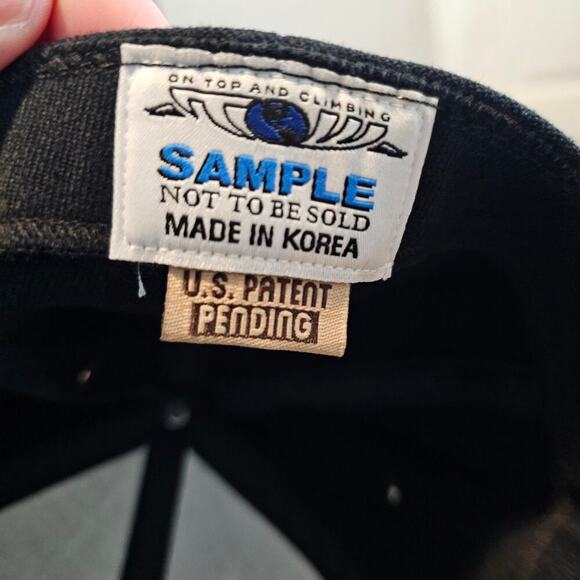 ON TOP AND CLIMBING
SAMPLE
NOT TO BE SOLD
MADE IN KOREA
U.S. PATENT
PENDING